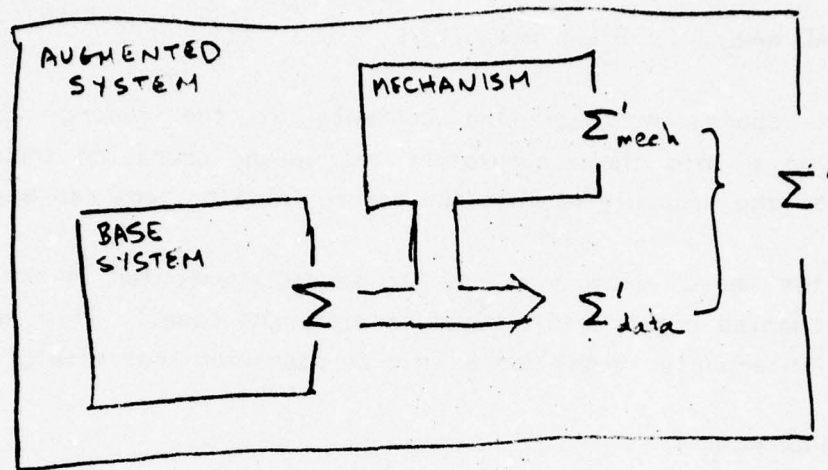 AUGMENTED
SYSTEM
MECHANISM
Σ'mech
Σ'
BASE
SYSTEM
Σ
Σ'data